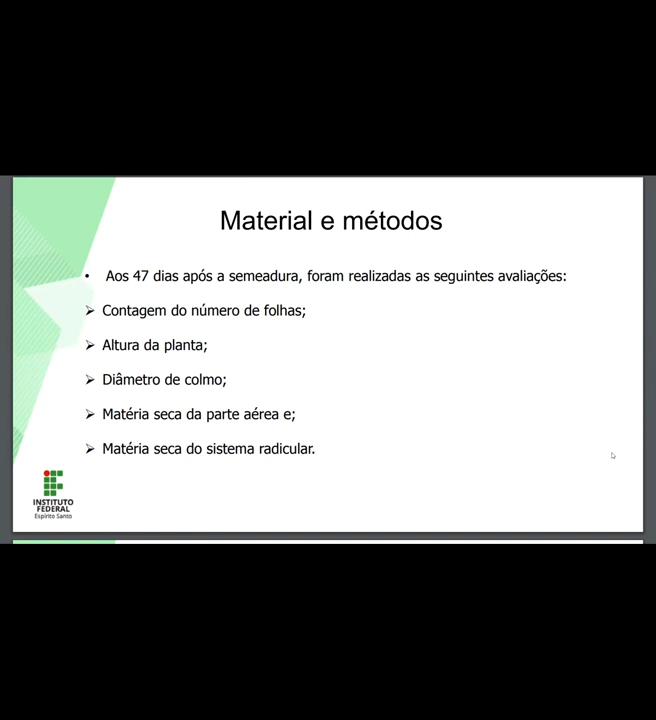 Material e métodos
• Aos 47 dias após a semeadura, foram realizadas as seguintes avaliações:
➢ Contagem do número de folhas;
➢ Altura da planta;
➢ Diâmetro de colmo;
➢ Matéria seca da parte aérea e;
➢ Matéria seca do sistema radicular.
INSTITUTO
FEDERAL
Espírito Santo